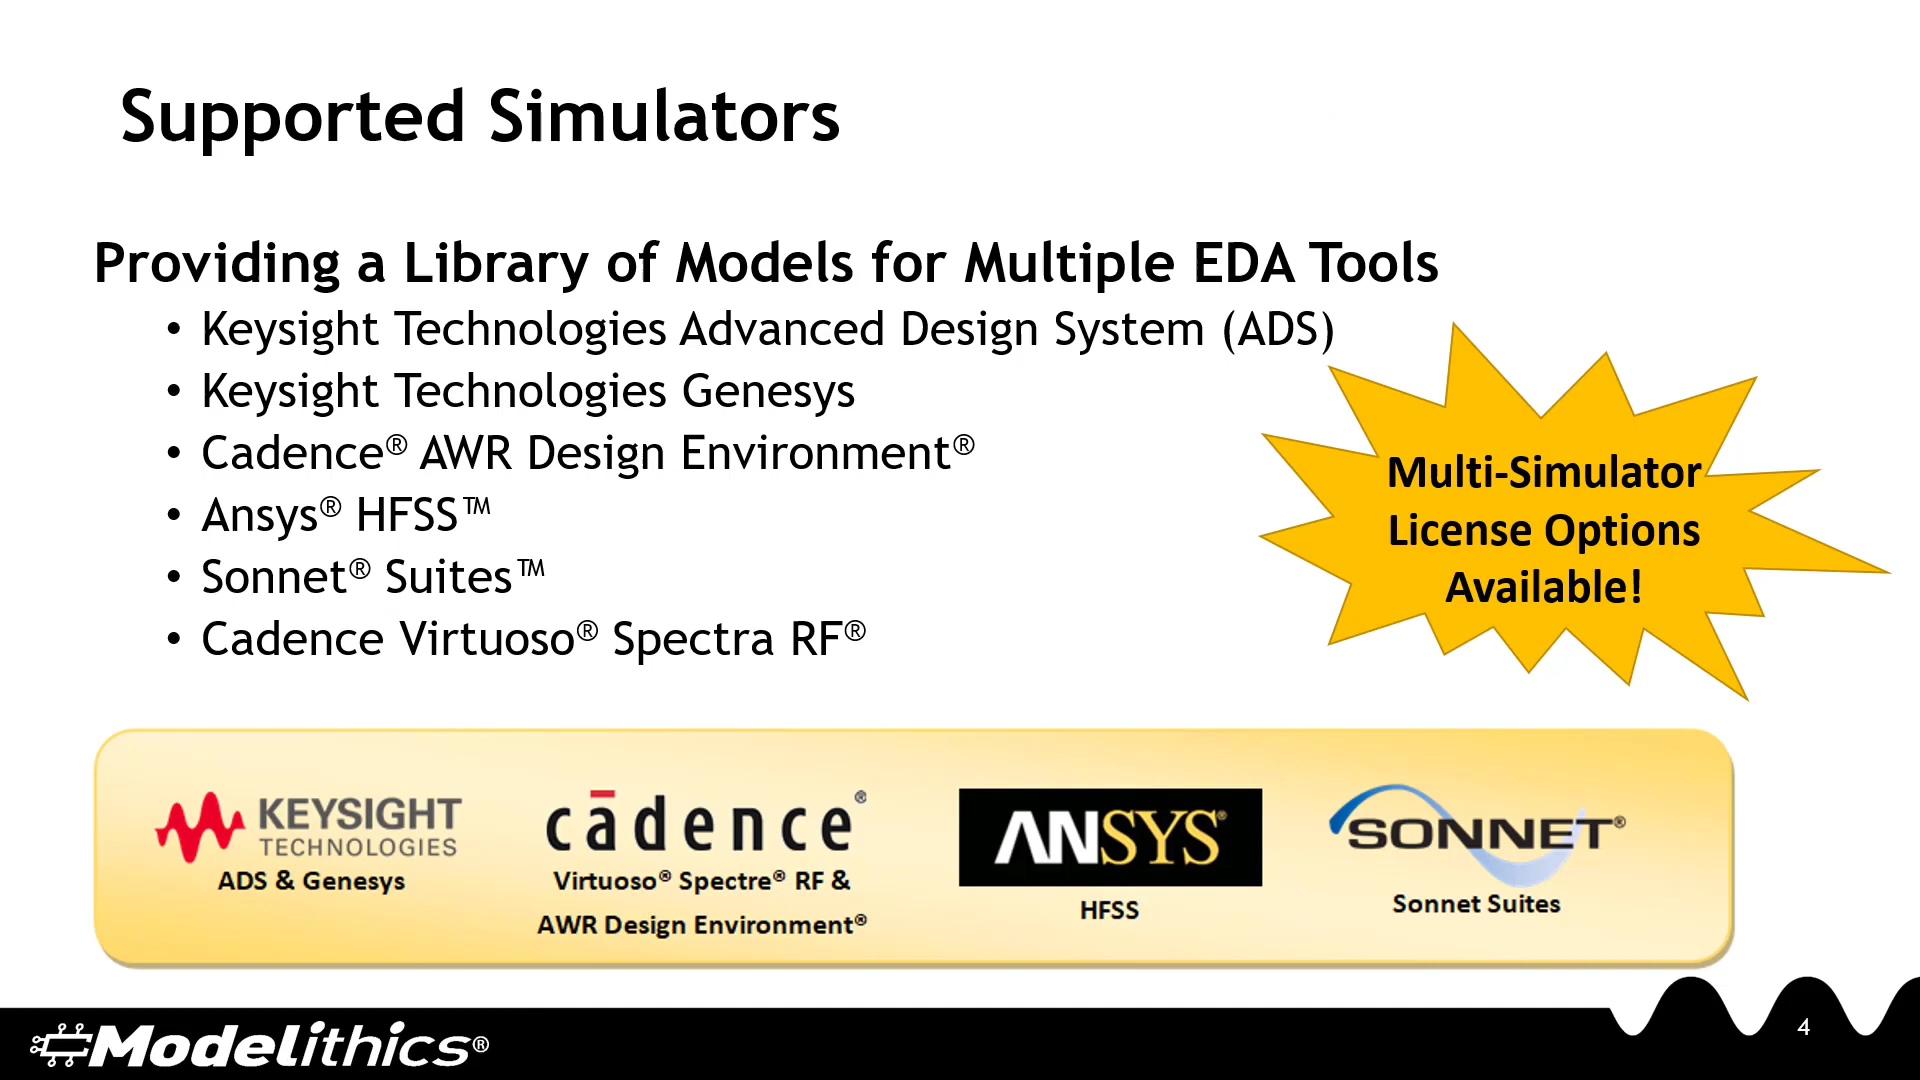 Supported Simulators
Providing a Library of Models for Multiple EDA Tools
• Keysight Technologies Advanced Design System (ADS)
• Keysight Technologies Genesys
• Cadence® AWR Design Environment®
• Ansys® HFSS™
• Sonnet® Suites™
• Cadence Virtuoso® Spectra RF®
Multi-Simulator
License Options
Available!
KEYSIGHT
TECHNOLOGIES
ADS & Genesys
cādence®
Virtuoso® Spectre® RF &
AWR Design Environment®
ANSYS®
HFSS
SONNET®
Sonnet Suites
Modelithics®
4